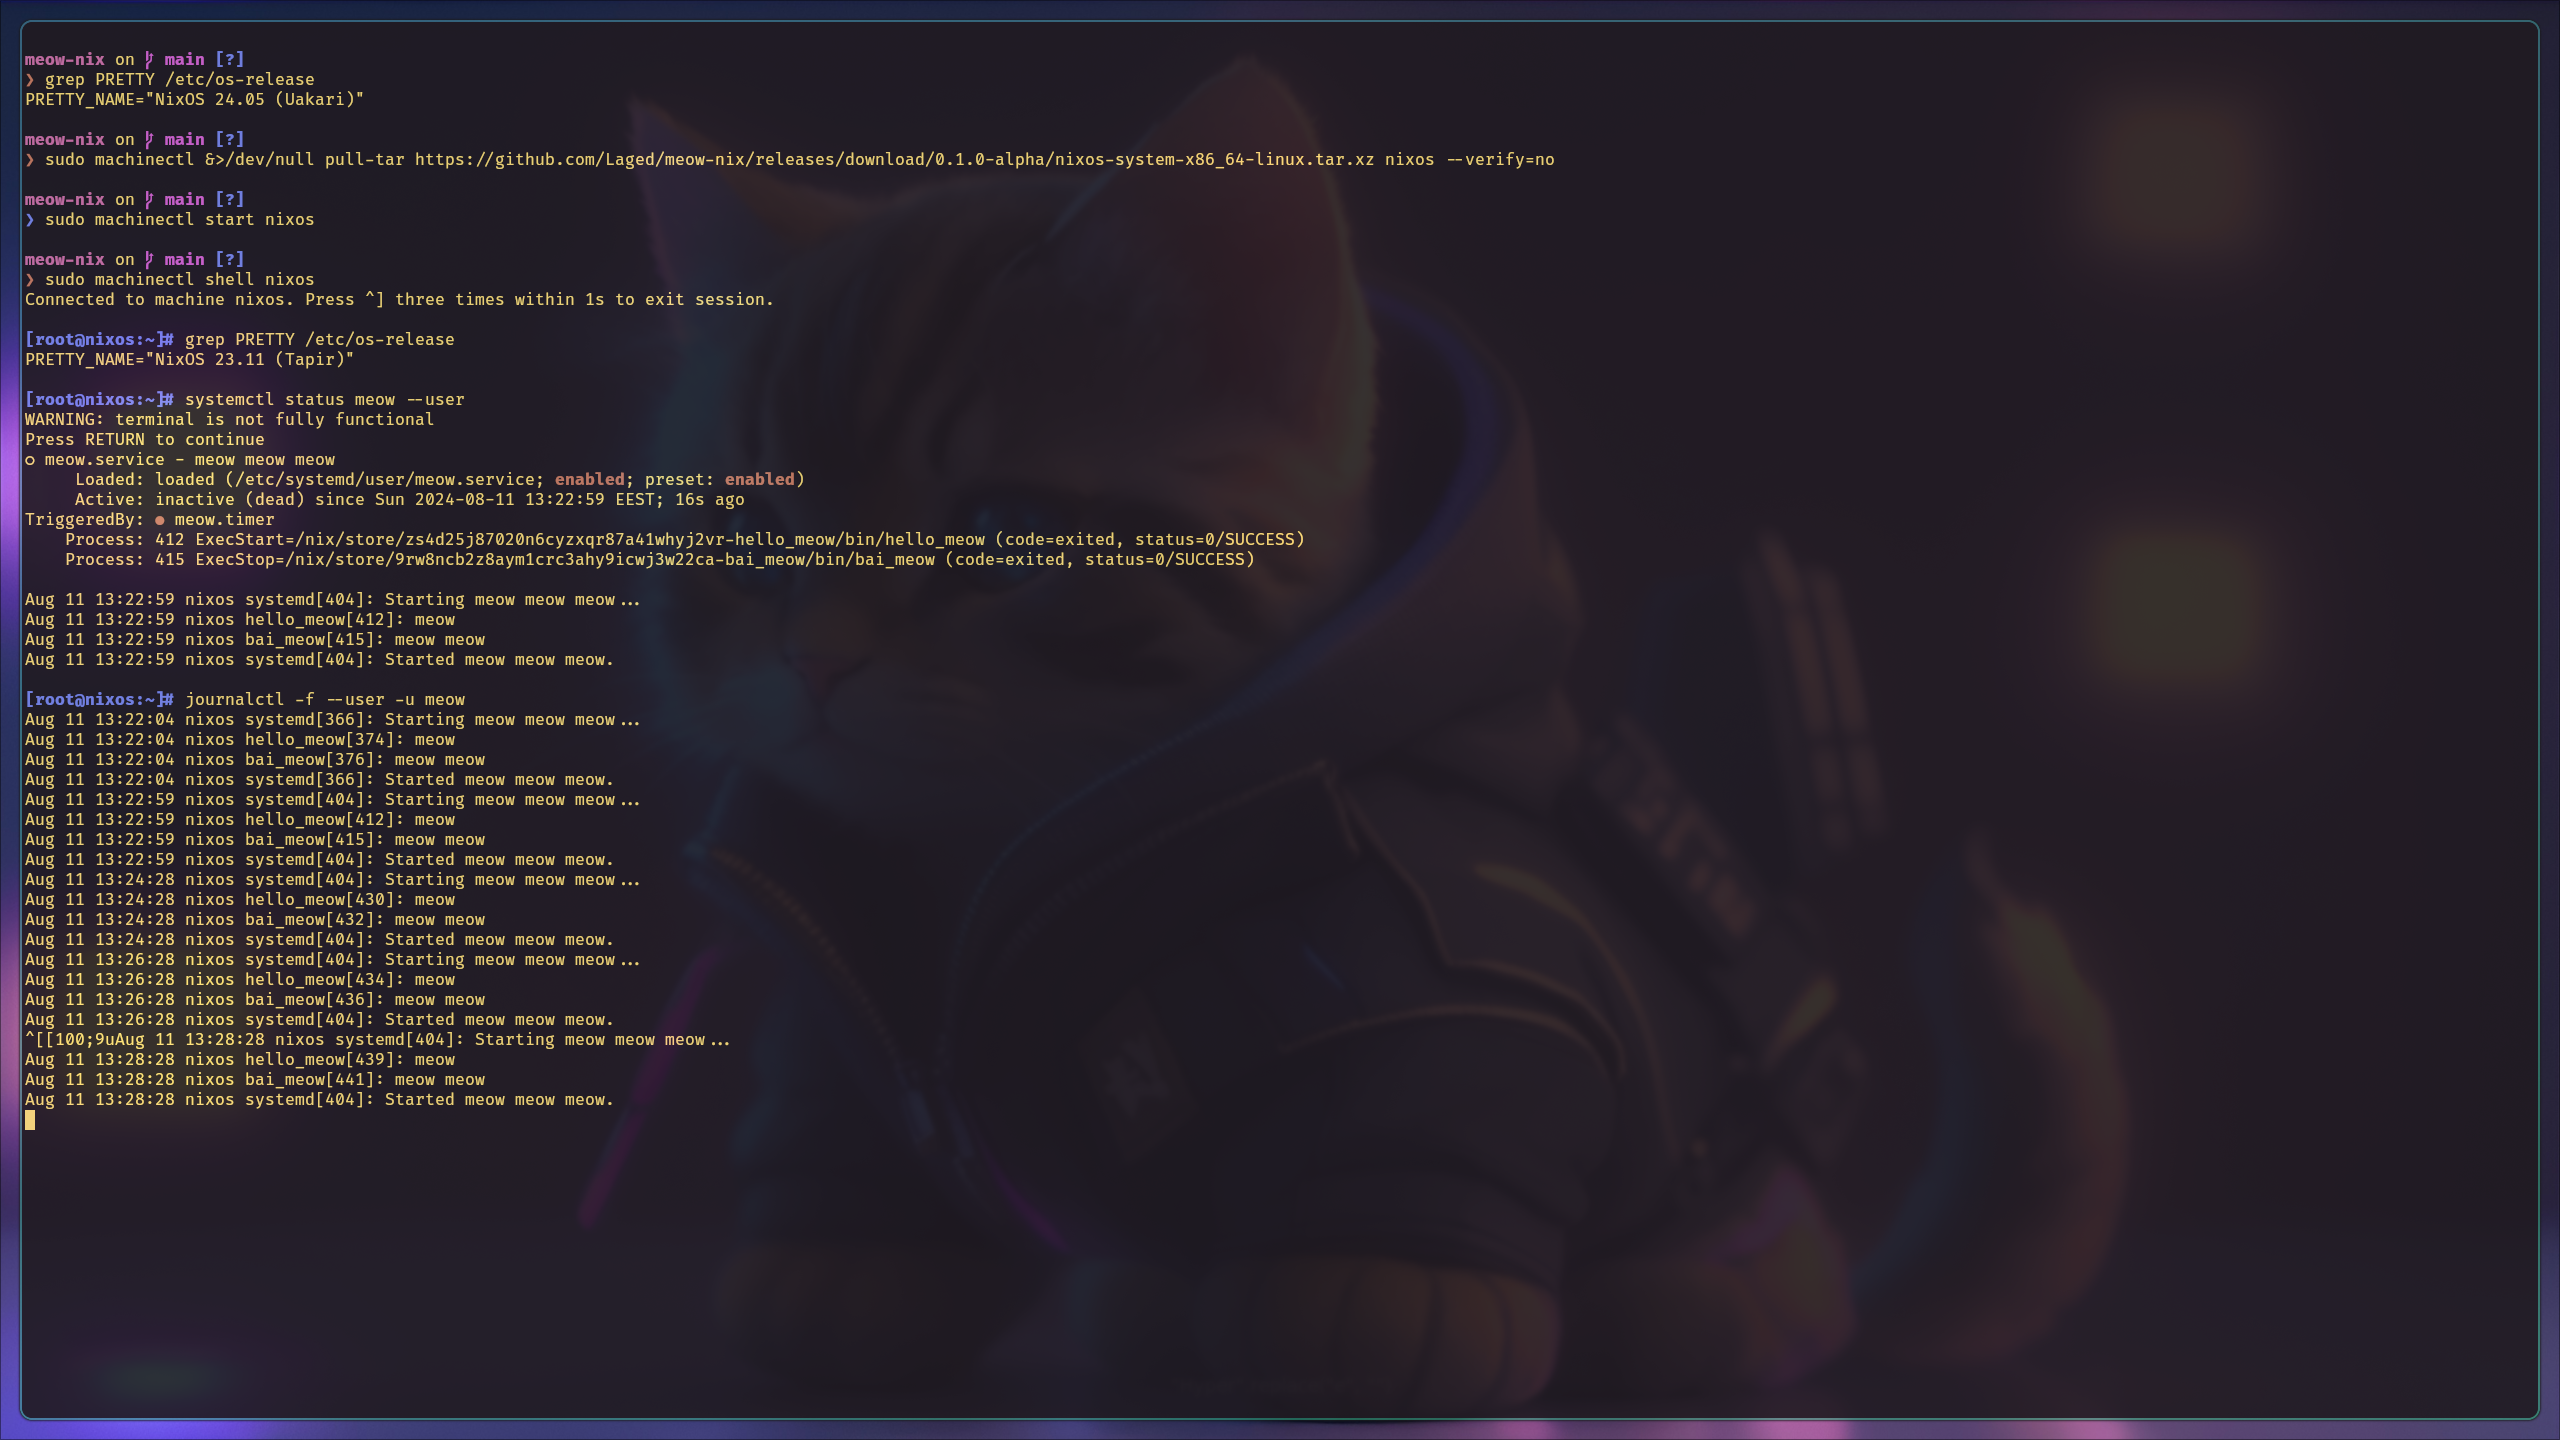 meow-nix on main [?]
❯ grep PRETTY /etc/os-release
PRETTY_NAME="NixOS 24.05 (Uakari)"
meow-nix on main [?]
❯ sudo machinectl &>/dev/null pull-tar https://github.com/Laged/meow-nix/releases/download/0.1.0-alpha/nixos-system-x86_64-linux.tar.xz nixos --verify=no
meow-nix on main [?]
❯ sudo machinectl start nixos
meow-nix on main [?]
❯ sudo machinectl shell nixos
Connected to machine nixos. Press ^] three times within 1s to exit session.
[root@nixos:~]# grep PRETTY /etc/os-release
PRETTY_NAME="NixOS 23.11 (Tapir)"
[root@nixos:~]# systemctl status meow --user
WARNING: terminal is not fully functional
Press RETURN to continue
○ meow.service - meow meow meow
Loaded: loaded (/etc/systemd/user/meow.service; enabled; preset: enabled)
Active: inactive (dead) since Sun 2024-08-11 13:22:59 EEST; 16s ago
TriggeredBy: ● meow.timer
Process: 412 ExecStart=/nix/store/zs4d25j87020n6cyzxqr87a41whyj2vr-hello_meow/bin/hello_meow (code=exited, status=0/SUCCESS)
Process: 415 ExecStop=/nix/store/9rw8ncb2z8aym1crc3ahy9icwj3w22ca-bai_meow/bin/bai_meow (code=exited, status=0/SUCCESS)
Aug 11 13:22:59 nixos systemd[404]: Starting meow meow meow...
Aug 11 13:22:59 nixos hello_meow[412]: meow
Aug 11 13:22:59 nixos bai_meow[415]: meow meow
Aug 11 13:22:59 nixos systemd[404]: Started meow meow meow.
[root@nixos:~]# journalctl -f --user -u meow
Aug 11 13:22:04 nixos systemd[366]: Starting meow meow meow...
Aug 11 13:22:04 nixos hello_meow[374]: meow
Aug 11 13:22:04 nixos bai_meow[376]: meow meow
Aug 11 13:22:04 nixos systemd[366]: Started meow meow meow.
Aug 11 13:22:59 nixos systemd[404]: Starting meow meow meow...
Aug 11 13:22:59 nixos hello_meow[412]: meow
Aug 11 13:22:59 nixos bai_meow[415]: meow meow
Aug 11 13:22:59 nixos systemd[404]: Started meow meow meow.
Aug 11 13:24:28 nixos systemd[404]: Starting meow meow meow...
Aug 11 13:24:28 nixos hello_meow[430]: meow
Aug 11 13:24:28 nixos bai_meow[432]: meow meow
Aug 11 13:24:28 nixos systemd[404]: Started meow meow meow.
Aug 11 13:26:28 nixos systemd[404]: Starting meow meow meow...
Aug 11 13:26:28 nixos hello_meow[434]: meow
Aug 11 13:26:28 nixos bai_meow[436]: meow meow
Aug 11 13:26:28 nixos systemd[404]: Started meow meow meow.
^[[100;9uAug 11 13:28:28 nixos systemd[404]: Starting meow meow meow...
Aug 11 13:28:28 nixos hello_meow[439]: meow
Aug 11 13:28:28 nixos bai_meow[441]: meow meow
Aug 11 13:28:28 nixos systemd[404]: Started meow meow meow.